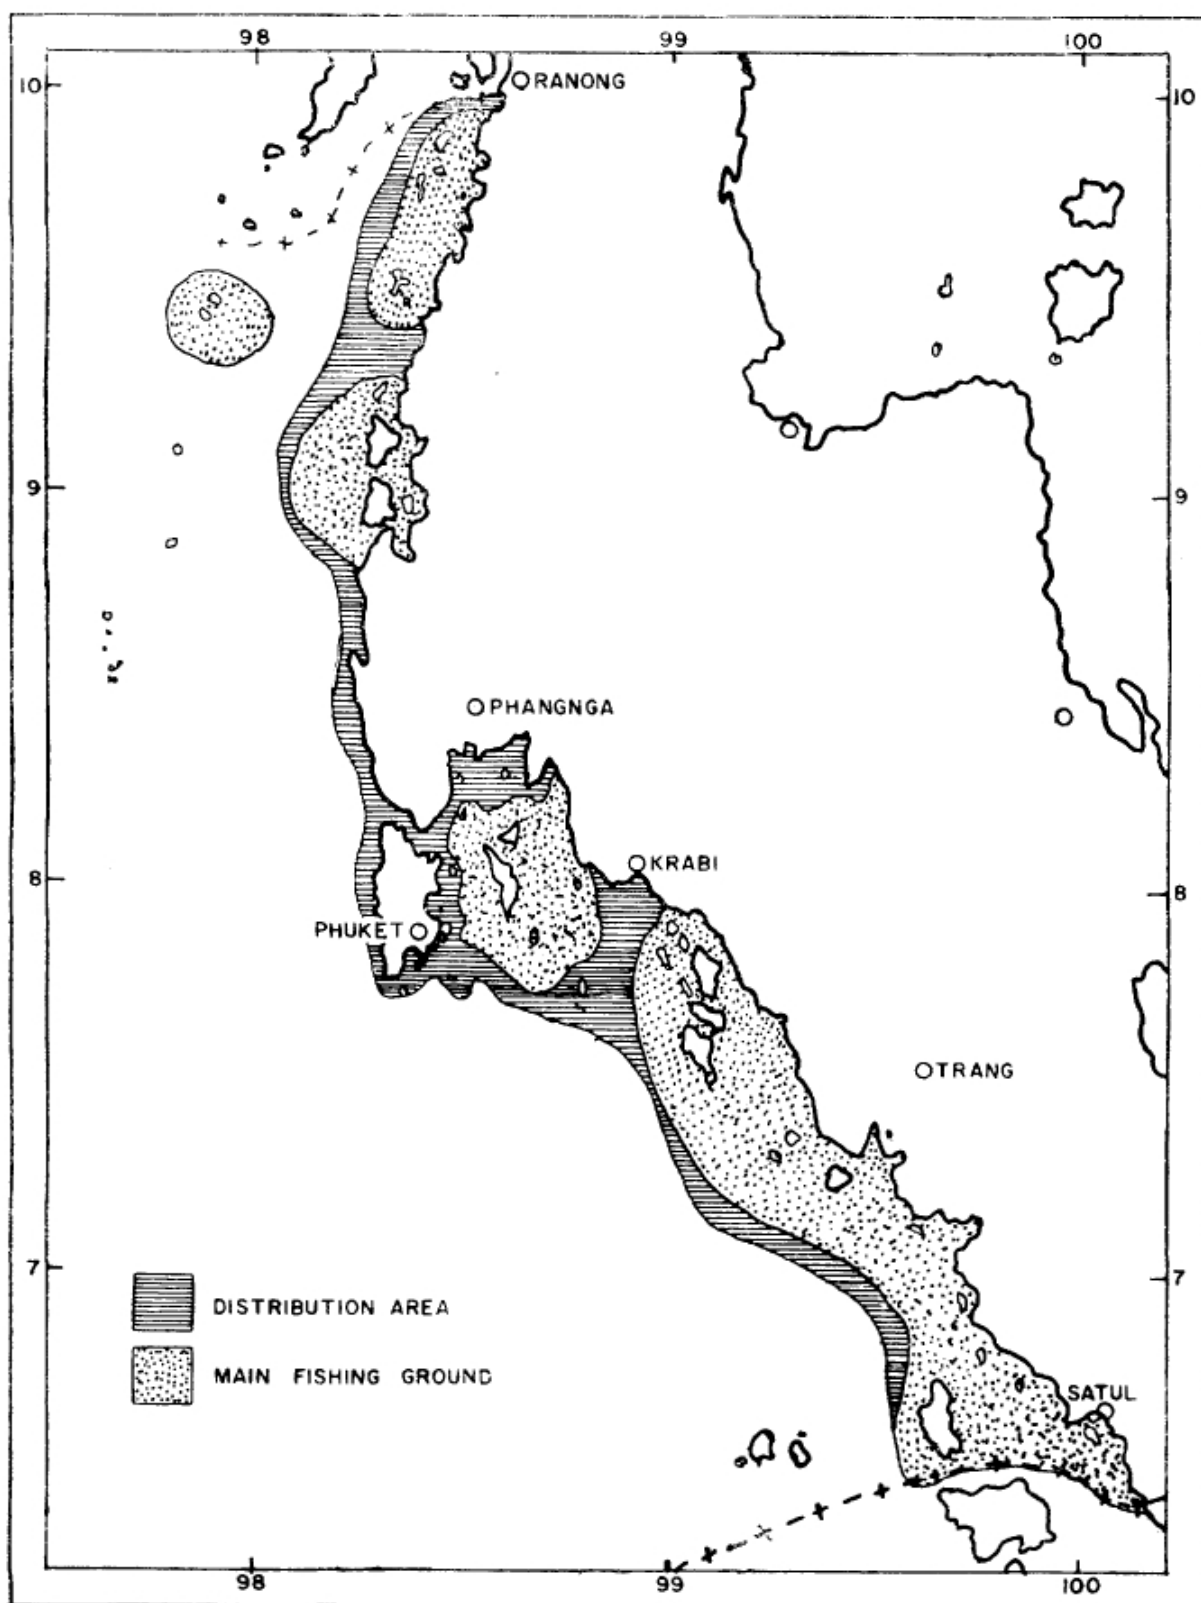 98 99 100
10 RANONG 10
9 9
PHANGNGA
8 KRABI 8
PHUKET
TRANG
7 7
DISTRIBUTION AREA
MAIN FISHING GROUND
SATUL
98 99 100